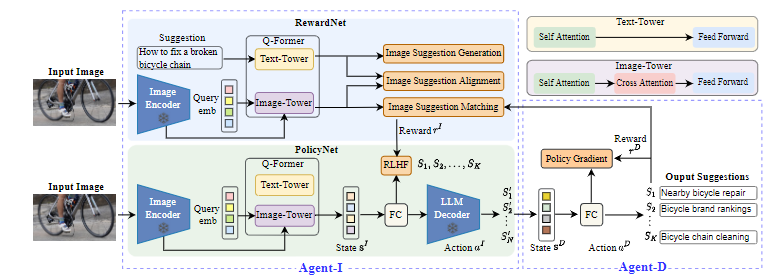 RewardNet
Suggestion
How to fix a broken
bicycle chain
Q-Former
Text-Tower
Image-Tower
Input Image
Image
Encoder
Query
emb
Image Suggestion Generation
Image Suggestion Alignment
Image Suggestion Matching
Reward r^I
Text-Tower
Self Attention
Feed Forward
Image-Tower
Self Attention
Cross Attention
Feed Forward
PolicyNet
Input Image
Image
Encoder
Query
emb
Q-Former
Text-Tower
Image-Tower
State s^I
RLHF
S_1, S_2, ..., S_K
FC
LLM
Decoder
Action a^I
S'_1
S'_2
⋮
S'_N
Agent-I
Policy Gradient
Reward
r^D
FC
State s^D
Action a^D
Ouput Suggestions
S_1 Nearby bicycle repair
S_2 Bicycle brand rankings
⋮
S_K Bicycle chain cleaning
Agent-D